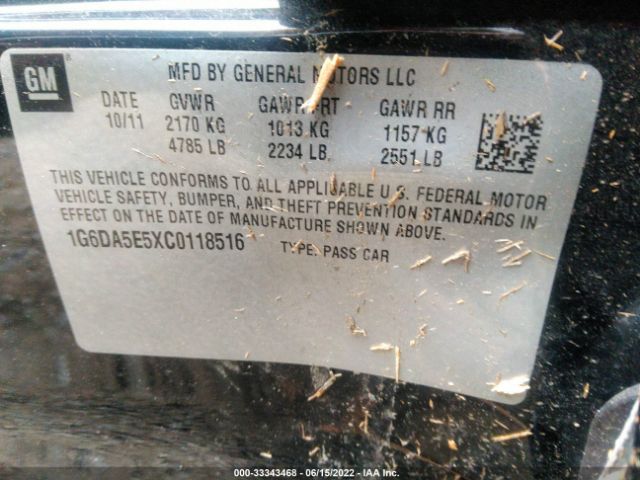 GM
MFD BY GENERAL MOTORS LLC
DATE GVWR GAWR FRT GAWR RR
10/11 2170 KG 1013 KG 1157 KG
4785 LB 2234 LB 2551 LB
THIS VEHICLE CONFORMS TO ALL APPLICABLE U.S. FEDERAL MOTOR
VEHICLE SAFETY, BUMPER, AND THEFT PREVENTION STANDARDS IN
EFFECT ON THE DATE OF MANUFACTURE SHOWN ABOVE.
1G6DA5E5XC0118516 TYPE: PASS CAR
000-33343468 - 06/15/2022 - IAA Inc.